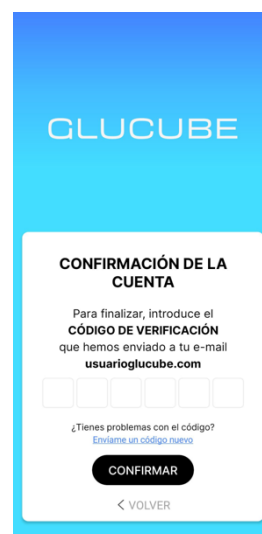 GLUCUBE
CONFIRMACIÓN DE LA
CUENTA
Para finalizar, introduce el
CÓDIGO DE VERIFICACIÓN
que hemos enviado a tu e-mail
usuarioglucube.com
¿Tienes problemas con el código?
Envíame un código nuevo
CONFIRMAR
< VOLVER